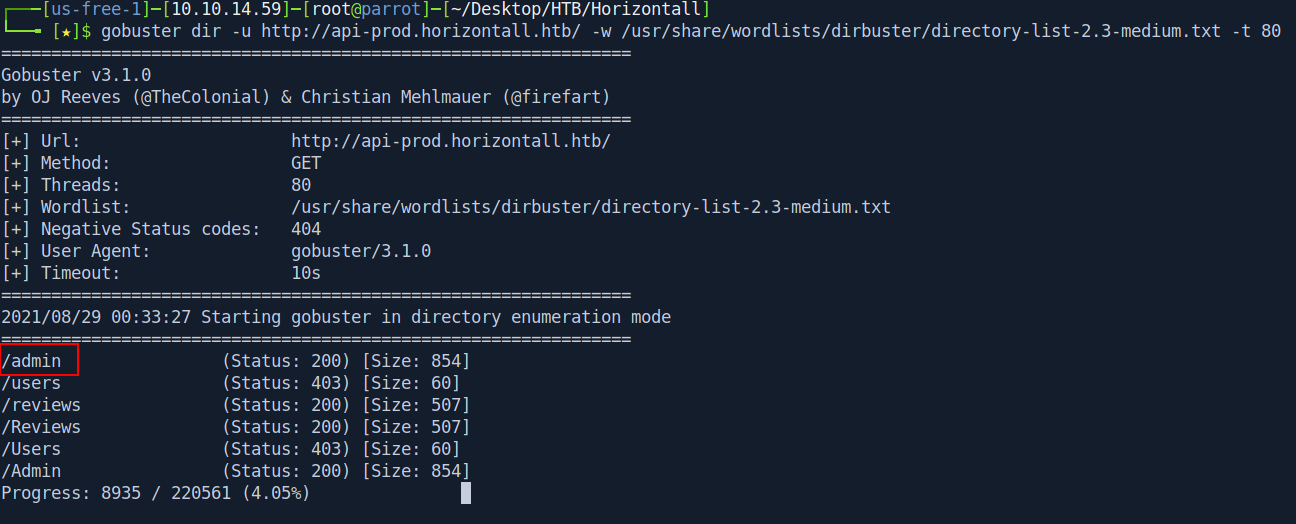 ┌──[us-free-1]─[10.10.14.59]─[root@parrot]─[~/Desktop/HTB/Horizontall]
└──╼ [★]$ gobuster dir -u http://api-prod.horizontall.htb/ -w /usr/share/wordlists/dirbuster/directory-list-2.3-medium.txt -t 80
===============================================================
Gobuster v3.1.0
by OJ Reeves (@TheColonial) & Christian Mehlmauer (@firefart)
===============================================================
[+] Url:                     http://api-prod.horizontall.htb/
[+] Method:                  GET
[+] Threads:                 80
[+] Wordlist:                /usr/share/wordlists/dirbuster/directory-list-2.3-medium.txt
[+] Negative Status codes:   404
[+] User Agent:              gobuster/3.1.0
[+] Timeout:                 10s
===============================================================
2021/08/29 00:33:27 Starting gobuster in directory enumeration mode
===============================================================
/admin                (Status: 200) [Size: 854]
/users                (Status: 403) [Size: 60]
/reviews              (Status: 200) [Size: 507]
/Reviews              (Status: 200) [Size: 507]
/Users                (Status: 403) [Size: 60]
/Admin                (Status: 200) [Size: 854]
Progress: 8935 / 220561 (4.05%)